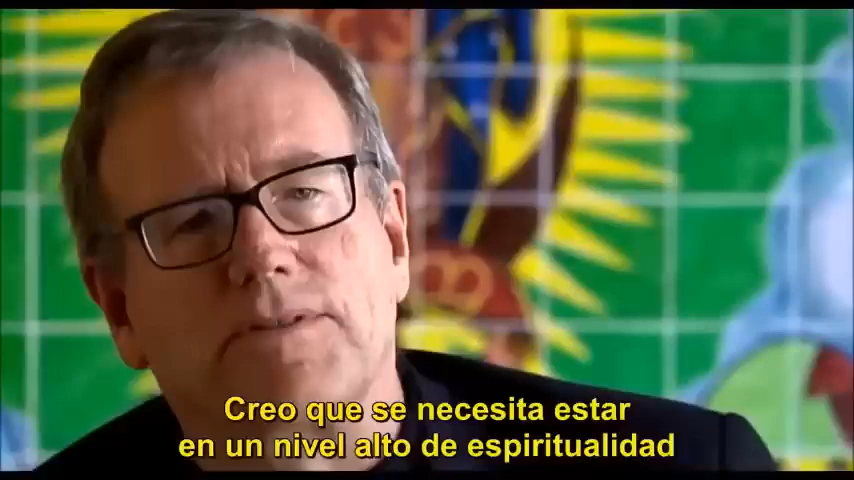 Creo que se necesita estar
en un nivel alto de espiritualidad